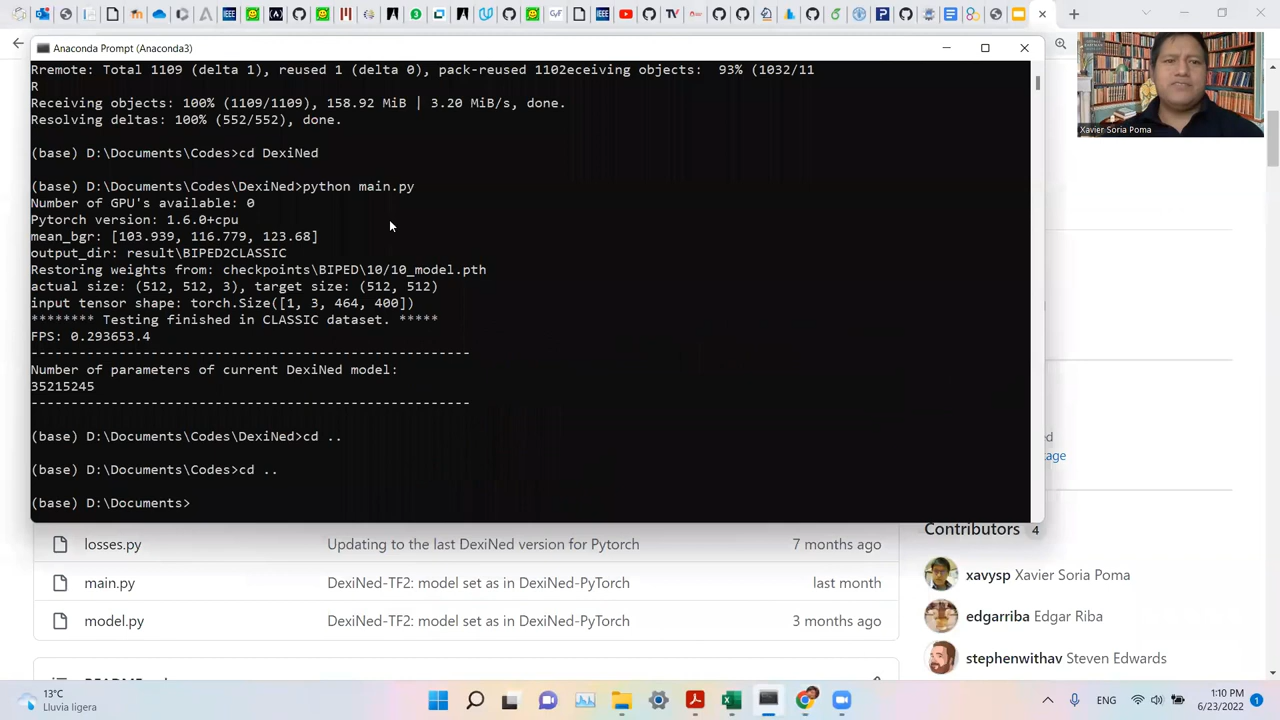 Anaconda Prompt (Anaconda3)
Rremote: Total 1109 (delta 1), reused 1 (delta 0), pack-reused 1102eceiving objects:  93% (1032/11
R
Receiving objects: 100% (1109/1109), 158.92 MiB | 3.20 MiB/s, done.
Resolving deltas: 100% (552/552), done.
(base) D:\Documents\Codes>cd DexiNed
(base) D:\Documents\Codes\DexiNed>python main.py
Number of GPU's available: 0
Pytorch version: 1.6.0+cpu
mean_bgr: [103.939, 116.779, 123.68]
output_dir: result\BIPED2CLASSIC
Restoring weights from: checkpoints\BIPED\10/10_model.pth
actual size: (512, 512, 3), target size: (512, 512)
input tensor shape: torch.Size([1, 3, 464, 400])
******** Testing finished in CLASSIC dataset. *****
FPS: 0.293653.4
-------------------------------------------------------
Number of parameters of current DexiNed model:
35215245
-------------------------------------------------------
(base) D:\Documents\Codes\DexiNed>cd ..
(base) D:\Documents\Codes>cd ..
(base) D:\Documents>
Xavier Soria Poma
ed
age
losses.py Updating to the last DexiNed version for Pytorch 7 months ago
main.py DexiNed-TF2: model set as in DexiNed-PyTorch last month
model.py DexiNed-TF2: model set as in DexiNed-PyTorch 3 months ago
Contributors 4
xavysp Xavier Soria Poma
edgarriba Edgar Riba
stephenwithav Steven Edwards
13°C
Lluvia ligera
ENG
1:10 PM
6/23/2022
1